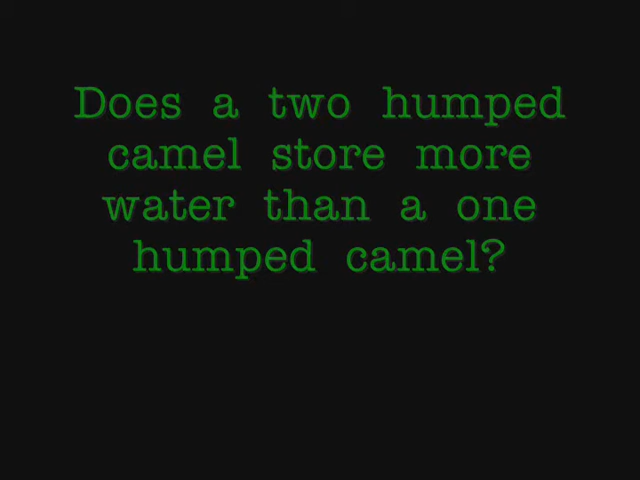 Does a two humped
camel store more
water than a one
humped camel?